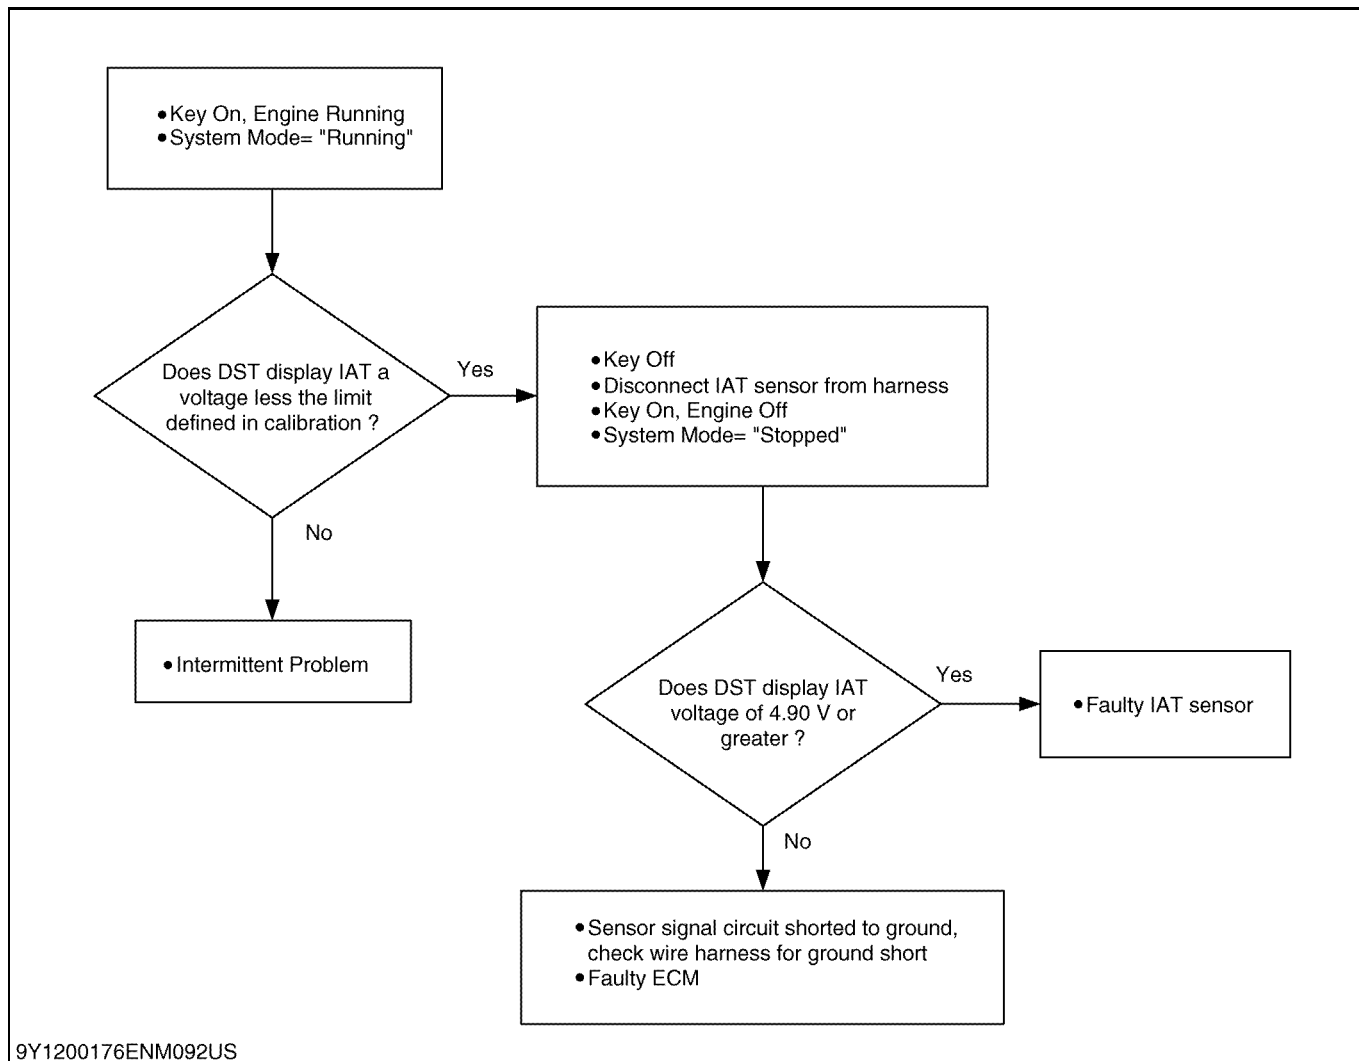 •Key On, Engine Running
•System Mode= "Running"
Does DST display IAT a
voltage less the limit
defined in calibration ?
Yes
•Key Off
•Disconnect IAT sensor from harness
•Key On, Engine Off
•System Mode= "Stopped"
No
•Intermittent Problem
Does DST display IAT
voltage of 4.90 V or
greater ?
Yes
•Faulty IAT sensor
No
•Sensor signal circuit shorted to ground,
check wire harness for ground short
•Faulty ECM
9Y1200176ENM092US